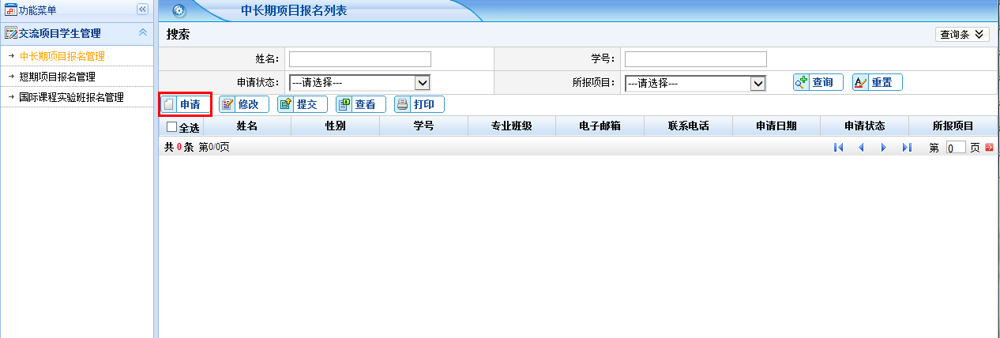 功能菜单
交流项目学生管理
中长期项目报名管理
短期项目报名管理
国际课程实验班报名管理
中长期项目报名列表
搜索 查询条
姓名： 学号：
申请状态： ---请选择--- 所报项目： ---请选择--- 查询 重置
申请 修改 提交 查看 打印
全选 姓名 性别 学号 专业班级 电子邮箱 联系电话 申请日期 申请状态 所报项目
共 0 条 第0/0页 第 0 页